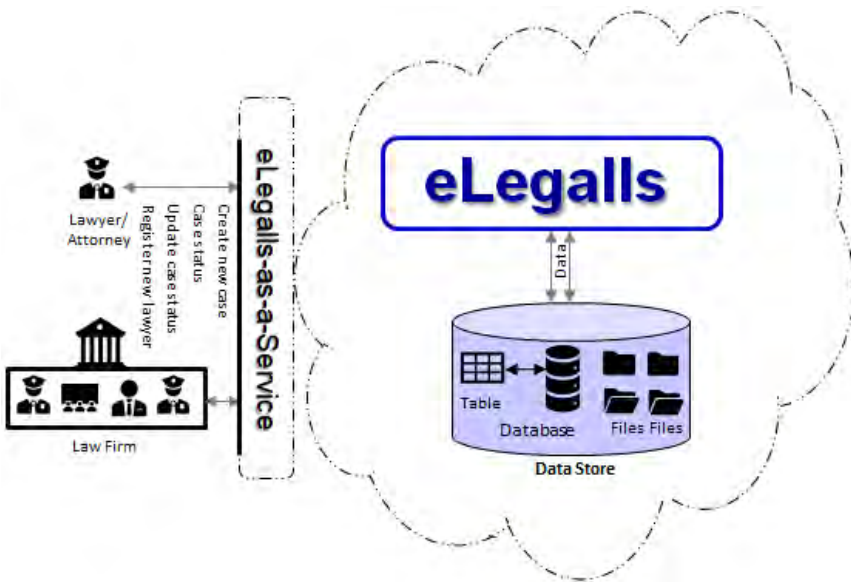 Lawyer/
Attorney
Create new case
Case status
Update case status
Register new lawyer
Law Firm
eLegalls-as-a-Service
eLegalls
Data
Table
Database
Files Files
Data Store